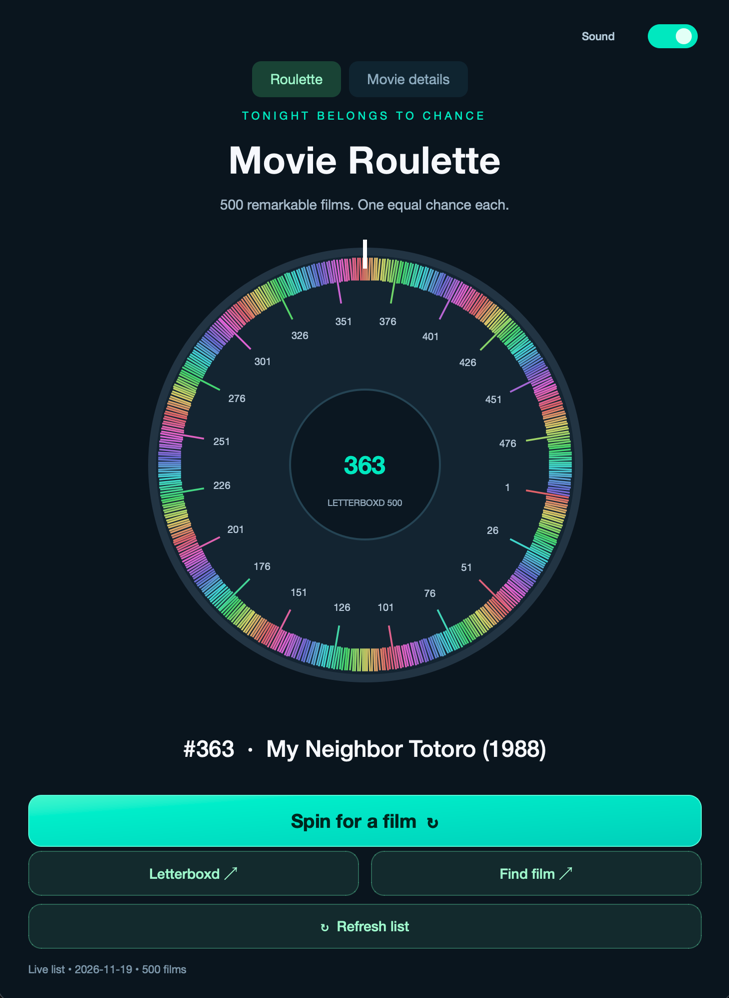 Sound
Roulette Movie details
TONIGHT BELONGS TO CHANCE
Movie Roulette
500 remarkable films. One equal chance each.
351 376
326 401
301 426
276 451
251 476
226 1
201 26
176 51
151 76
126 101
363
LETTERBOXD 500
#363 · My Neighbor Totoro (1988)
Spin for a film ↻
Letterboxd ↗ Find film ↗
↻ Refresh list
Live list • 2026-11-19 • 500 films